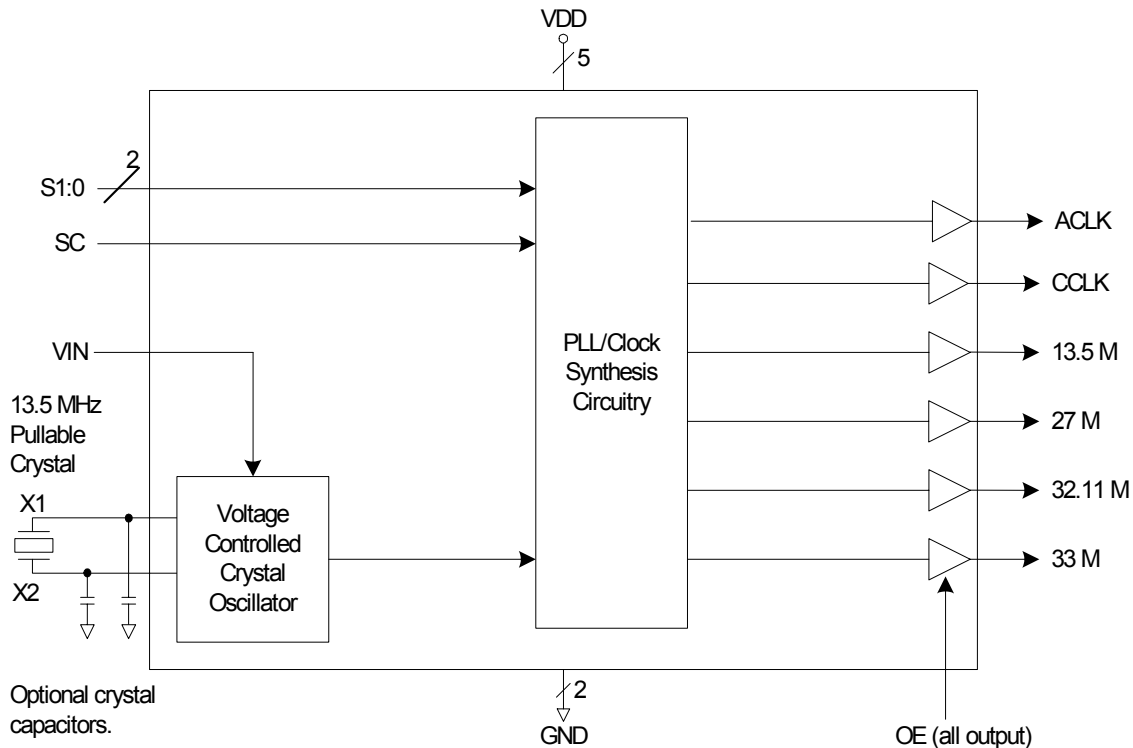 VDD
5
2
S1:0
SC
VIN
13.5 MHz
Pullable
Crystal
X1
X2
Voltage
Controlled
Crystal
Oscillator
PLL/Clock
Synthesis
Circuitry
ACLK
CCLK
13.5 M
27 M
32.11 M
33 M
Optional crystal
capacitors.
2
GND
OE (all output)